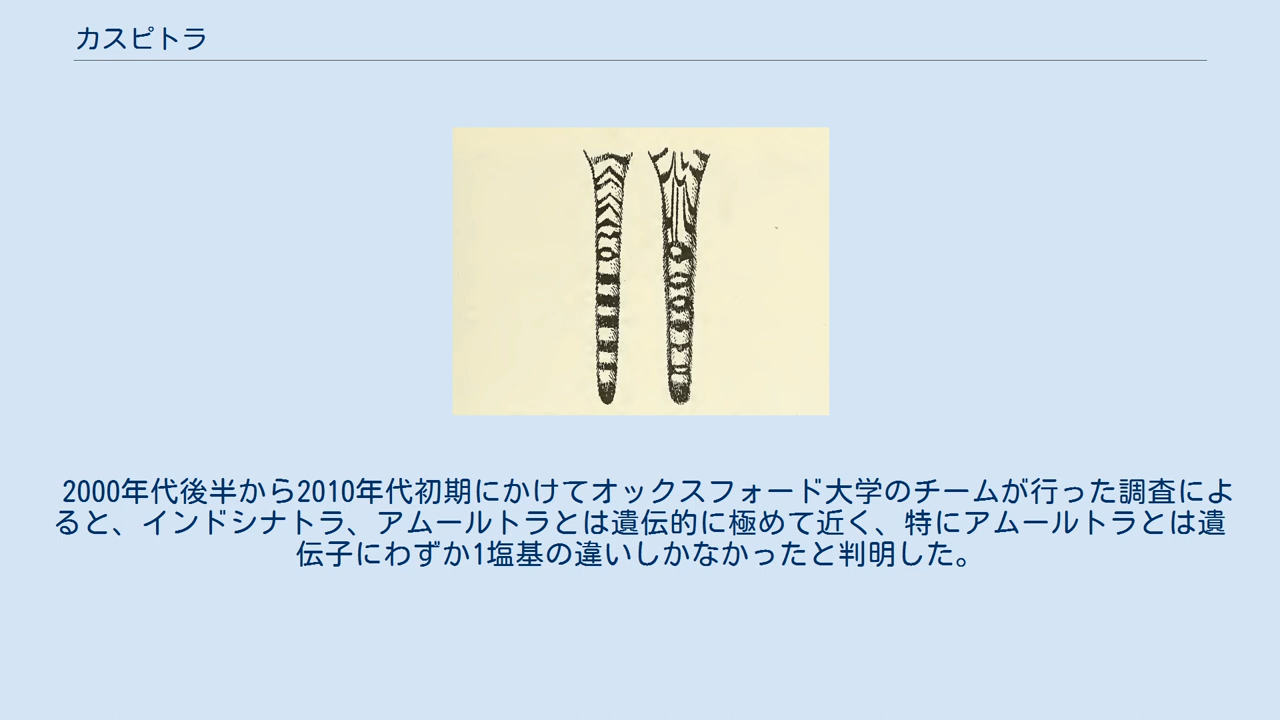 カスピトラ
2000年代後半から2010年代初期にかけてオックスフォード大学のチームが行った調査によ
ると、インドシナトラ、アムールトラとは遺伝的に極めて近く、特にアムールトラとは遺
伝子にわずか1塩基の違いしかなかったと判明した。